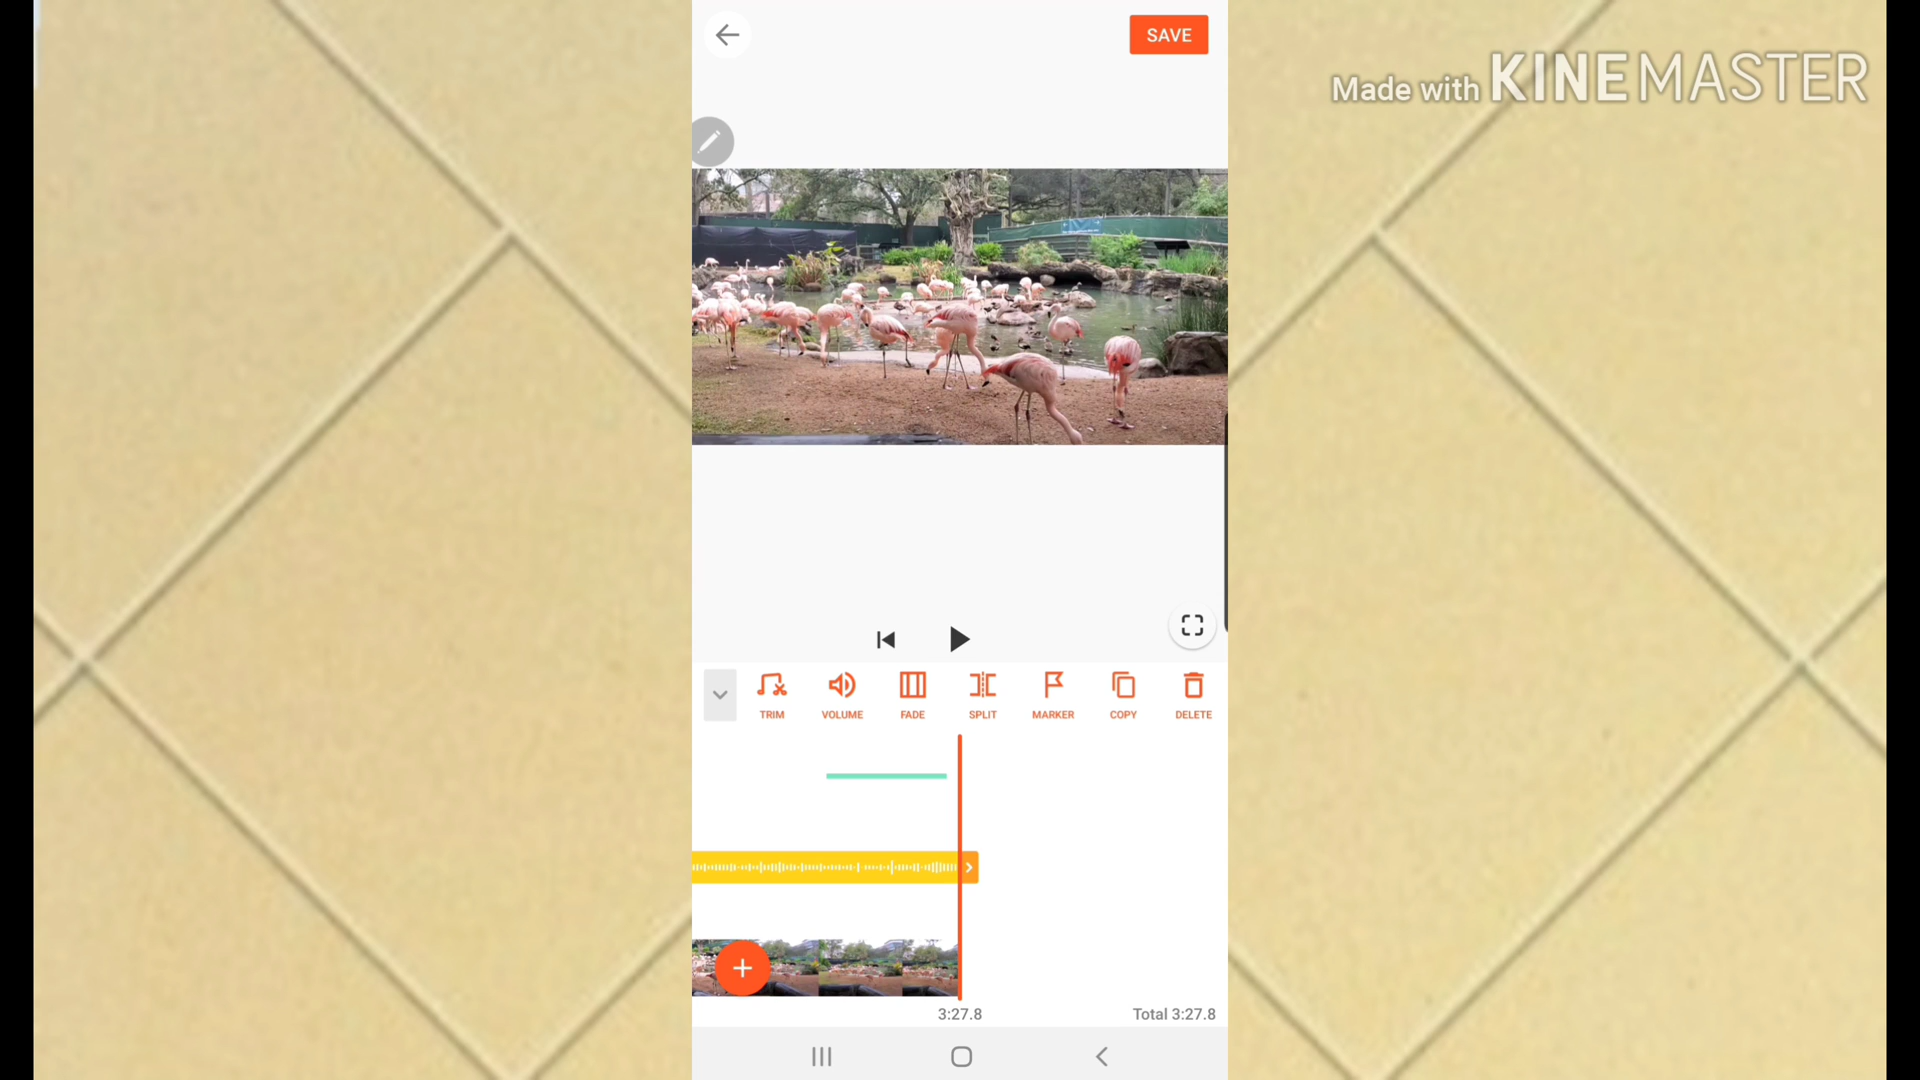 SAVE
Made with KINEMASTER
TRIM VOLUME FADE SPLIT MARKER COPY DELETE
3:27.8 Total 3:27.8